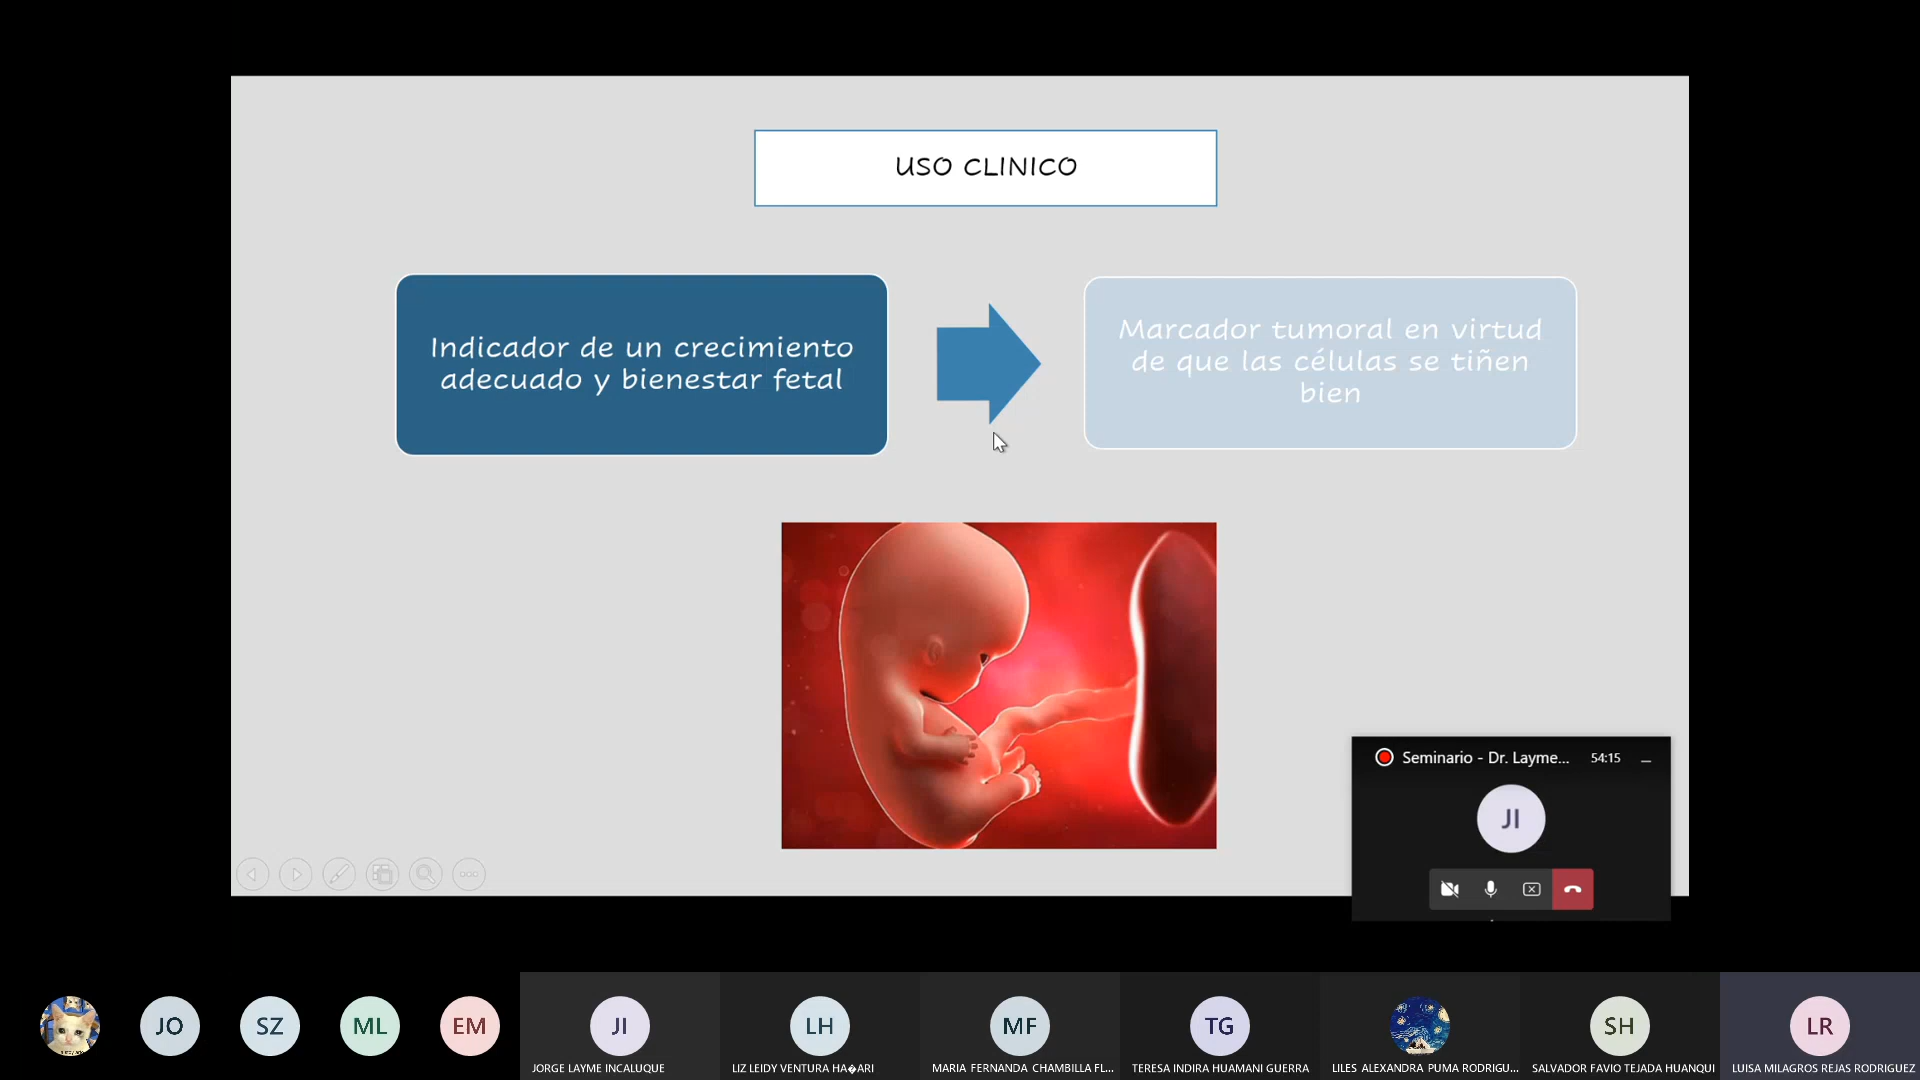 USO CLINICO
Indicador de un crecimiento
adecuado y bienestar fetal
Marcador tumoral en virtud
de que las células se tiñen
bien
Seminario - Dr. Layme...
54:15
JI
JO
SZ
ML
EM
JI
LH
MF
TG
SH
LR
JORGE LAYME INCALUQUE
LIZ LEIDY VENTURA HA�ARI
MARIA FERNANDA CHAMBILLA FL...
TERESA INDIRA HUAMANI GUERRA
LILES ALEXANDRA PUMA RODRIGU...
SALVADOR FAVIO TEJADA HUANQUI
LUISA MILAGROS REJAS RODRIGUEZ